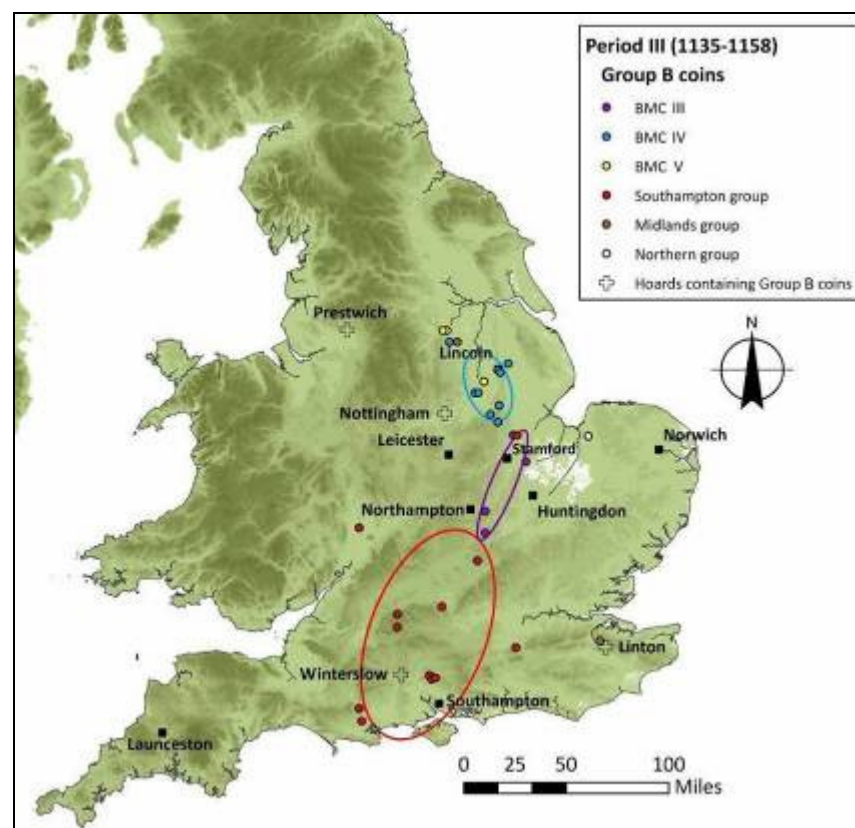 Period III (1135-1158)
Group B coins
BMC III
BMC IV
BMC V
Southampton group
Midlands group
Northern group
Hoards containing Group B coins
N
Prestwich
Lincoln
Nottingham
Leicester
Stamford
Norwich
Northampton
Huntingdon
Winterslow
Linton
Southampton
Launceston
0 25 50 100
Miles